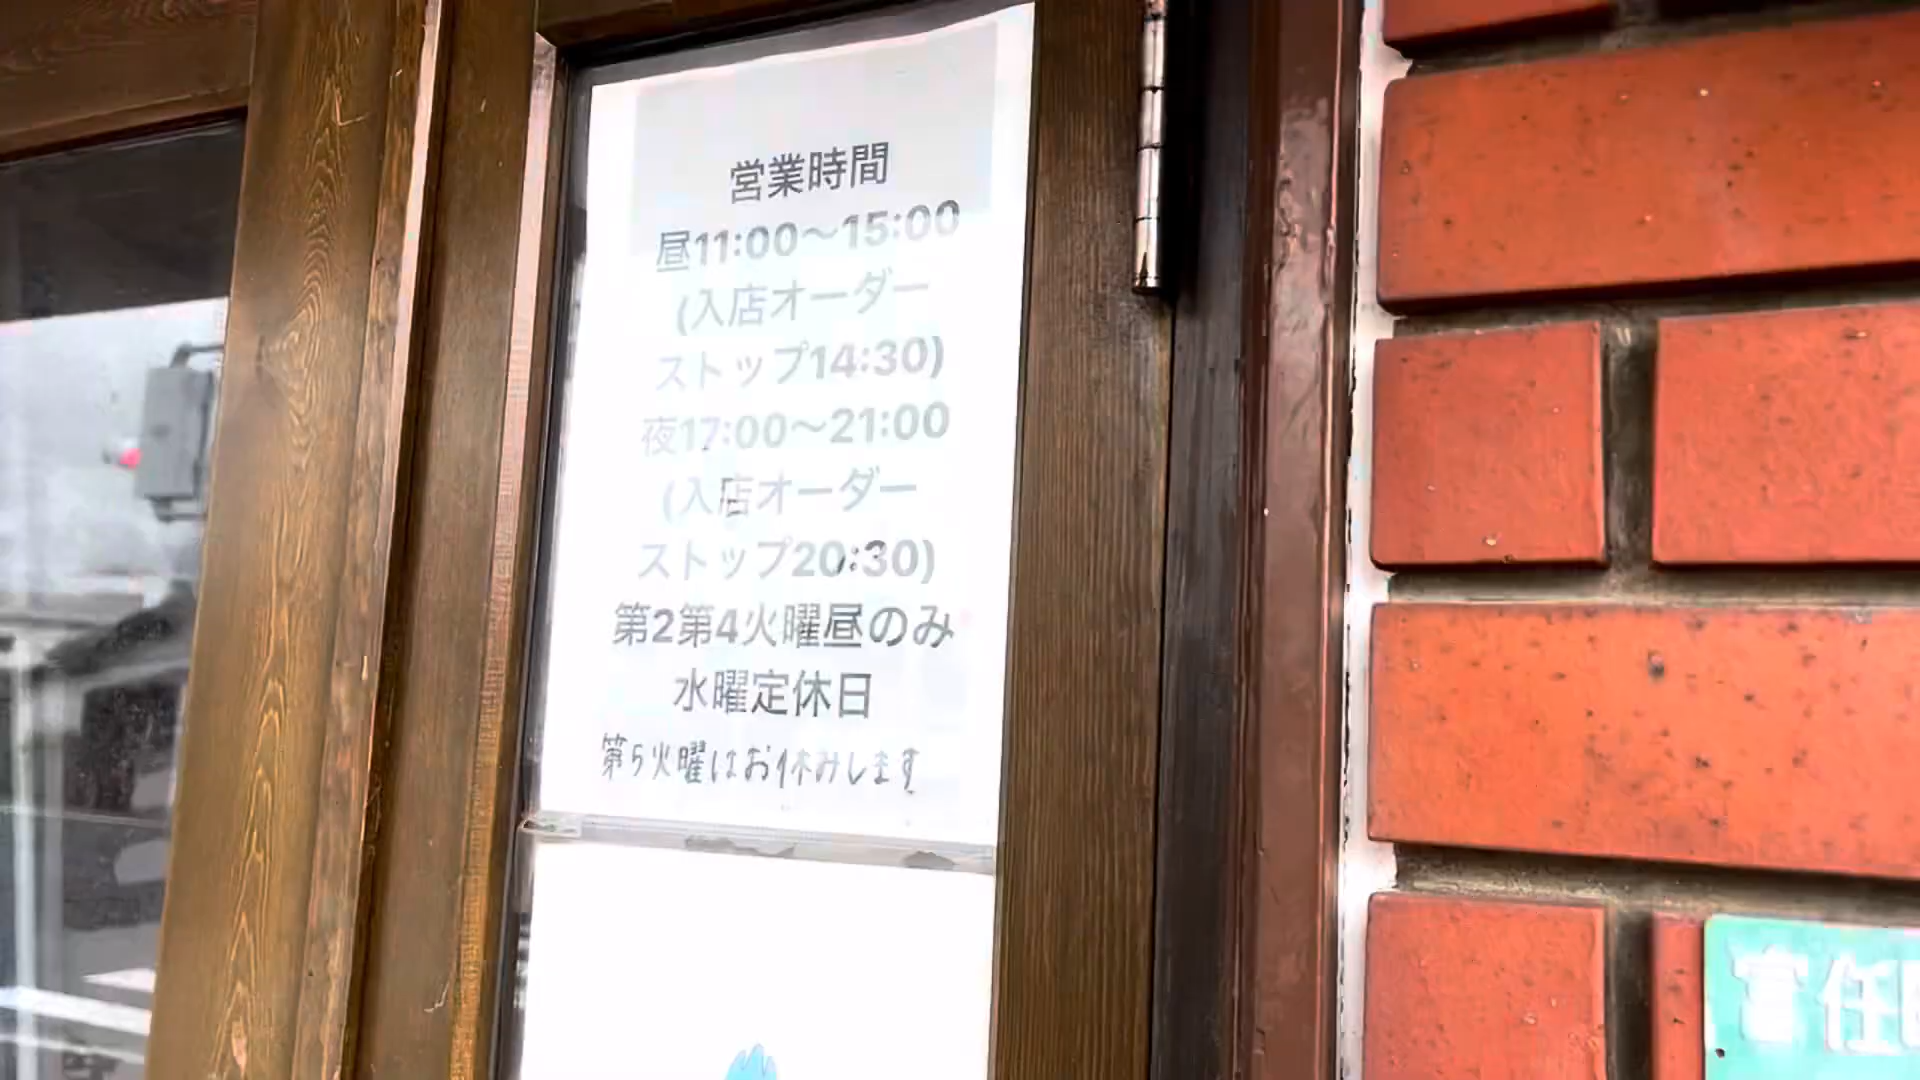 営業時間
昼11:00〜15:00
(入店オーダー
ストップ14:30)
夜17:00〜21:00
(入店オーダー
ストップ20:30)
第2第4火曜昼のみ
水曜定休日
第5火曜はお休みします